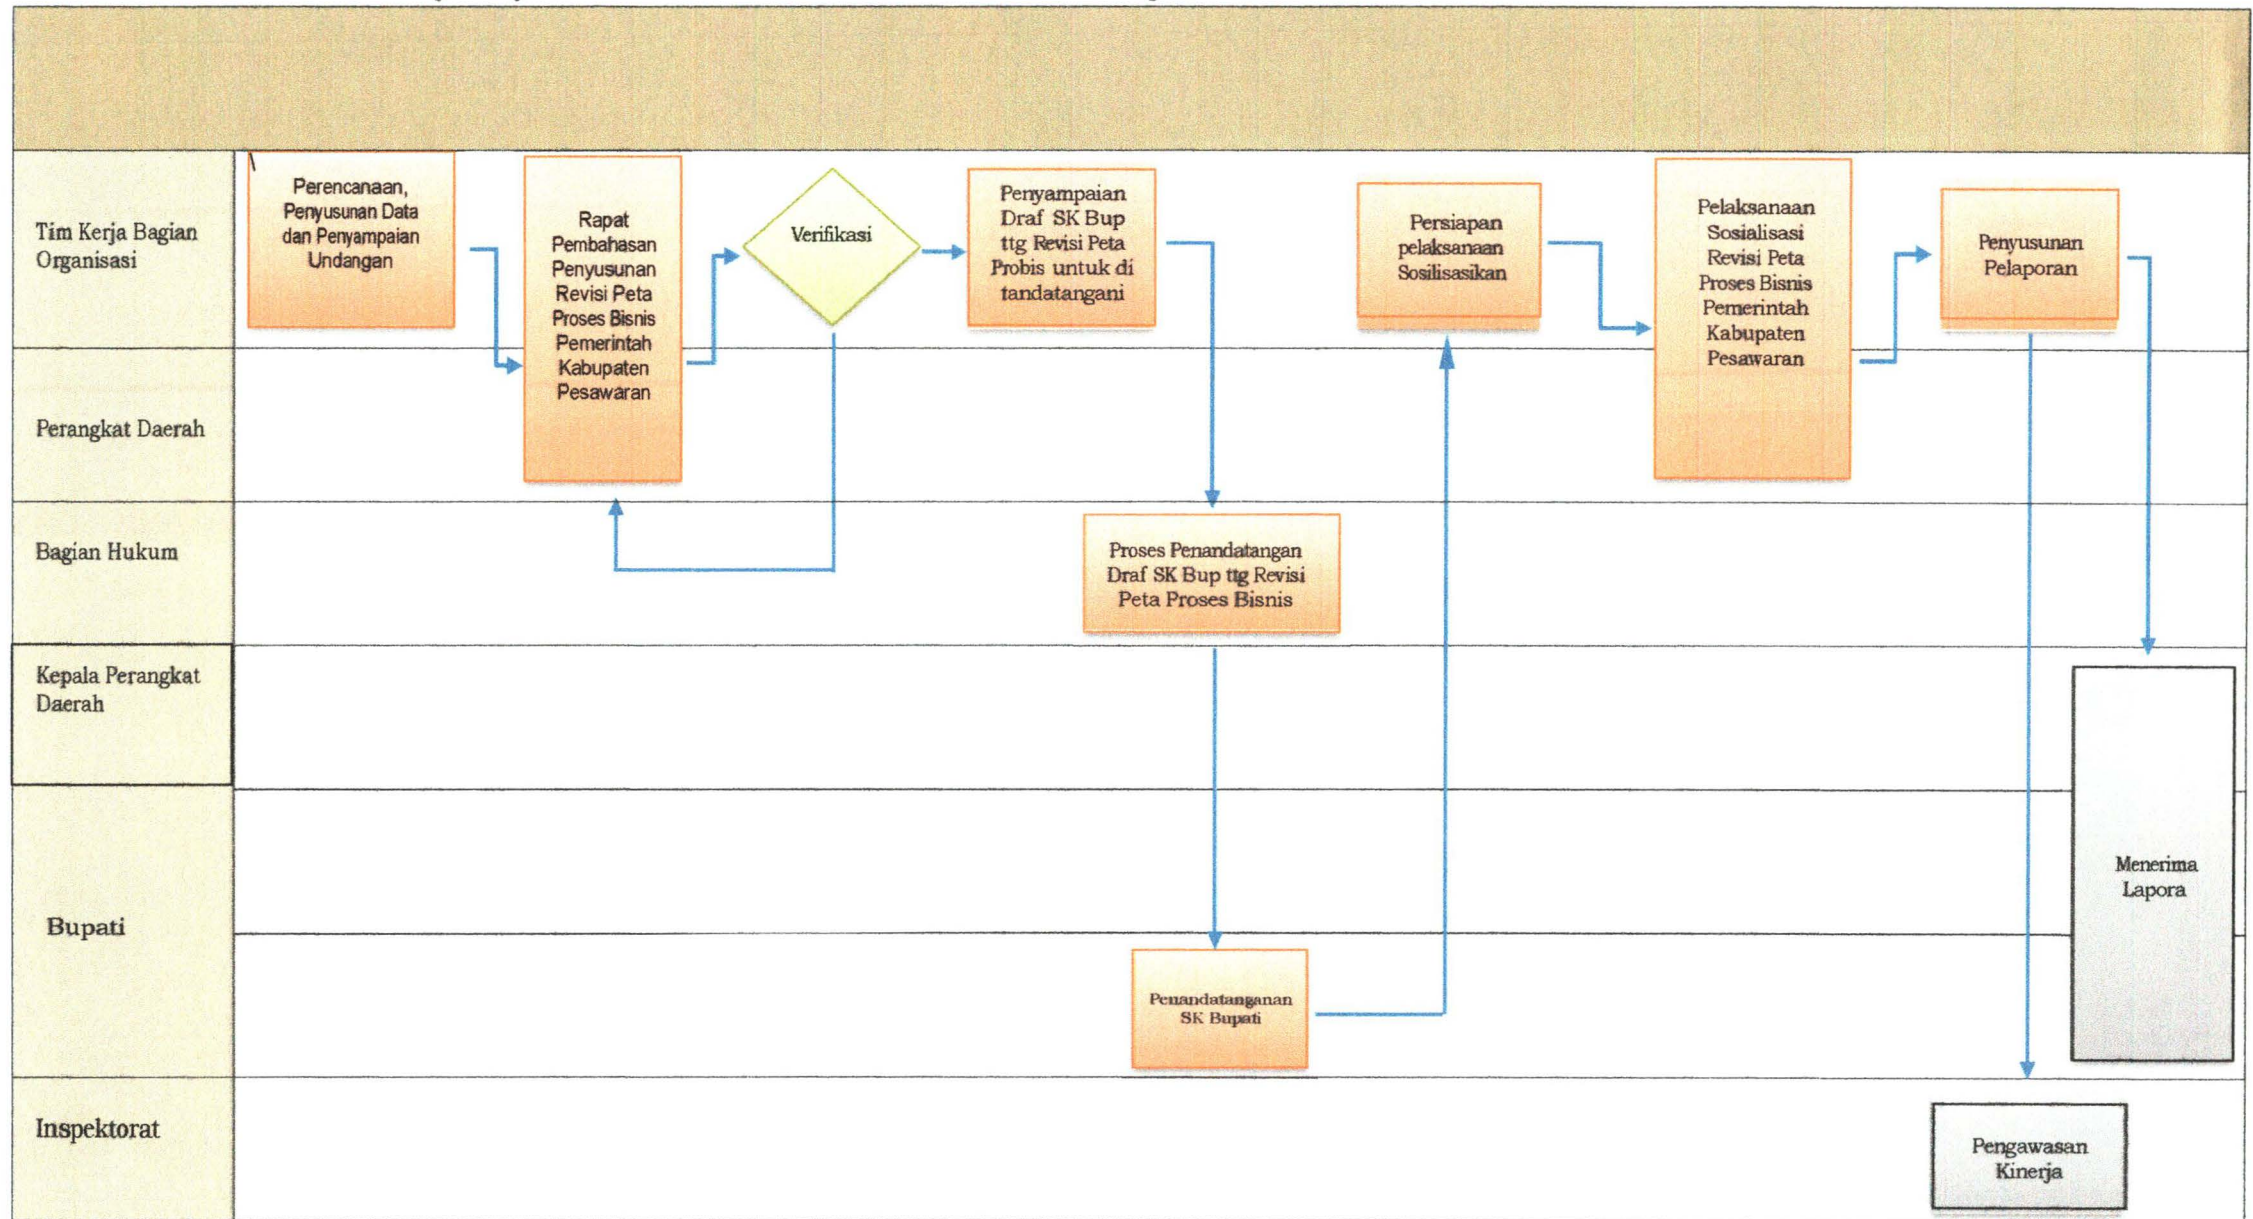 Tim Kerja Bagian
Organisasi
Perencanaan,
Penyusunan Data
dan Penyampaian
Undangan
Rapat
Pembahasan
Penyusunan
Revisi Peta
Proses Bisnis
Pemerintah
Kabupaten
Pesawaran
Verifikasi
Penyampaian
Draf SK Bup
ttg Revisi Peta
Probis untuk di
tandatangani
Persiapan
pelaksanaan
Sosilisasikan
Pelaksanaan
Sosialisasi
Revisi Peta
Proses Bisnis
Pemerintah
Kabupaten
Pesawaran
Penyusunan
Pelaporan
Perangkat Daerah
Bagian Hukum
Proses Penandatangan
Draf SK Bup ttg Revisi
Peta Proses Bisnis
Kepala Perangkat
Daerah
Menerima
Lapora
Bupati
Penandatanganan
SK Bupati
Inspektorat
Pengawasan
Kinerja